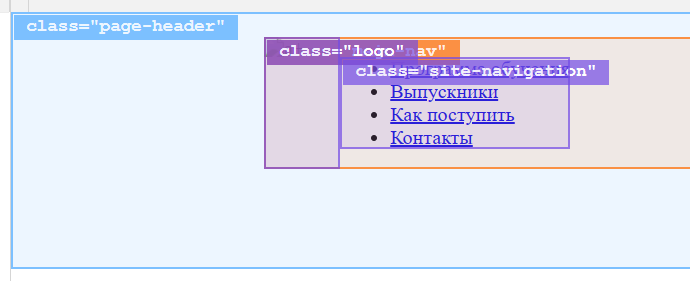 class="page-header"
class="logo"
nav"
class="site-navigation"
Выпускники
Как поступить
Контакты